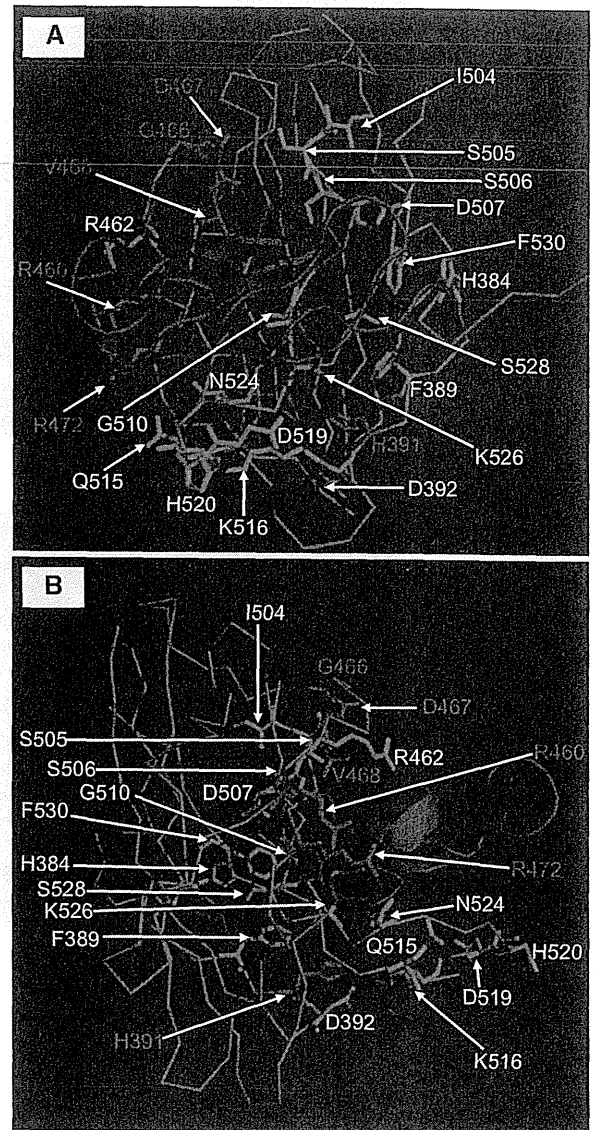 A
I504
D467
G466
S505
V468
S506
D507
R462
F530
H384
R460
S528
N524
F389
R472
G510
D519
H391
K526
Q515
D392
H520
K516
B
I504
G466
D467
S505
R462
R460
S506
V468
G510
D507
F530
H384
R472
S528
N524
K526
F389
Q515
H520
D519
D392
H391
K516